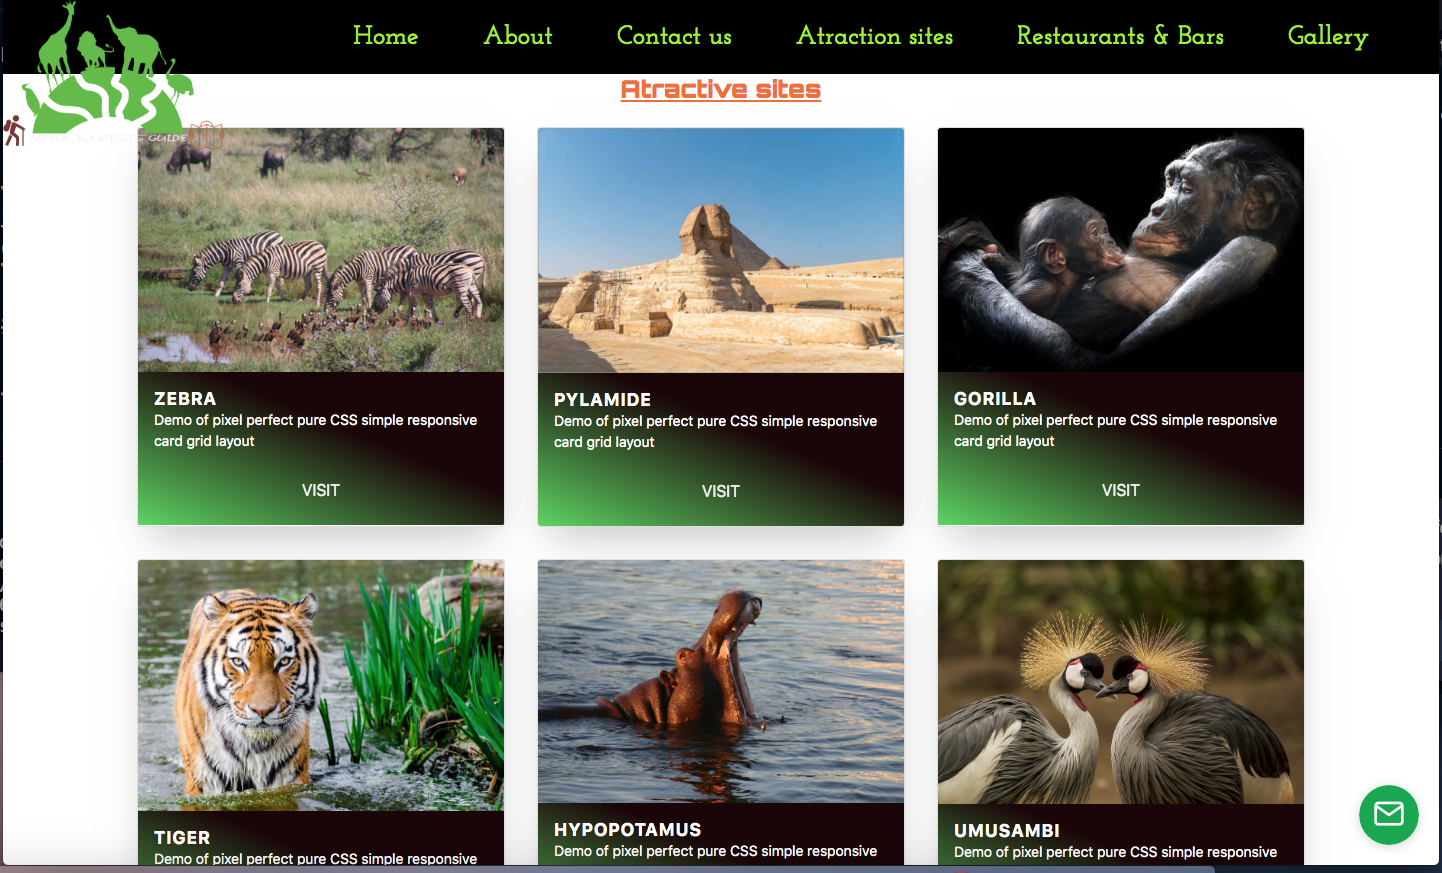 Home About Contact us Atraction sites Restaurants & Bars Gallery
Atractive sites
GUIDE
ZEBRA
Demo of pixel perfect pure CSS simple responsive
card grid layout
VISIT
PYLAMIDE
Demo of pixel perfect pure CSS simple responsive
card grid layout
VISIT
GORILLA
Demo of pixel perfect pure CSS simple responsive
card grid layout
VISIT
TIGER
Demo of pixel perfect pure CSS simple responsive
HYPOPOTAMUS
Demo of pixel perfect pure CSS simple responsive
UMUSAMBI
Demo of pixel perfect pure CSS simple responsive